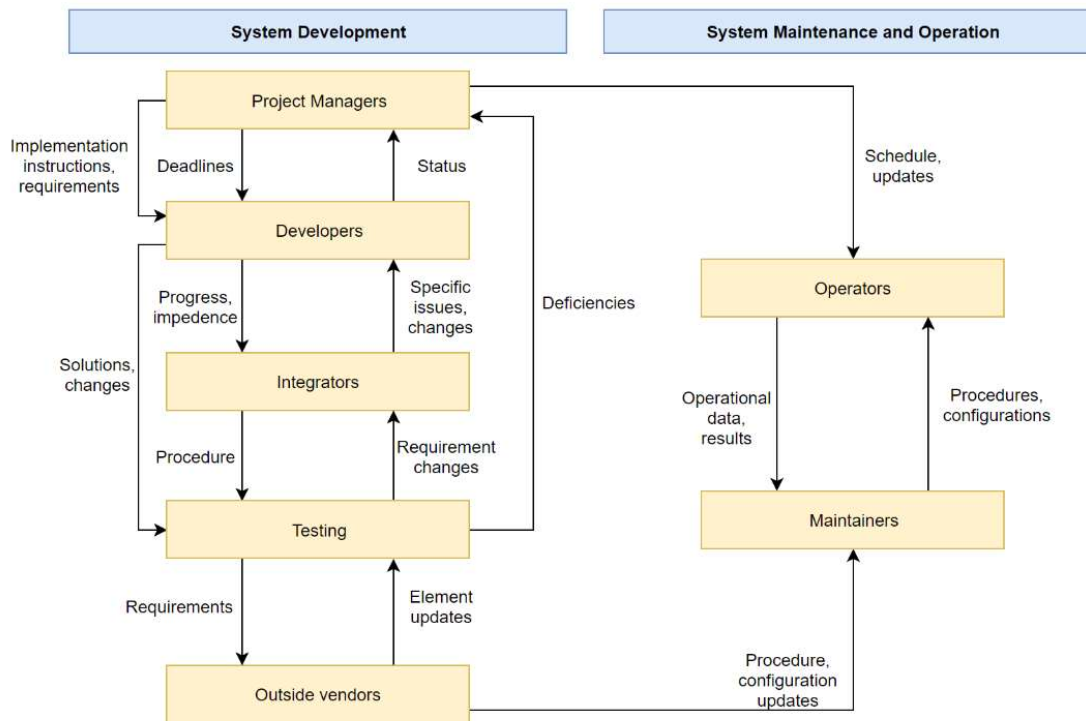 System Development
System Maintenance and Operation
Project Managers
Implementation
instructions,
requirements
Deadlines
Status
Schedule,
updates
Developers
Progress,
impedence
Specific
issues,
changes
Deficiencies
Operators
Solutions,
changes
Integrators
Operational
data,
results
Procedures,
configurations
Procedure
Requirement
changes
Testing
Maintainers
Requirements
Element
updates
Outside vendors
Procedure,
configuration
updates